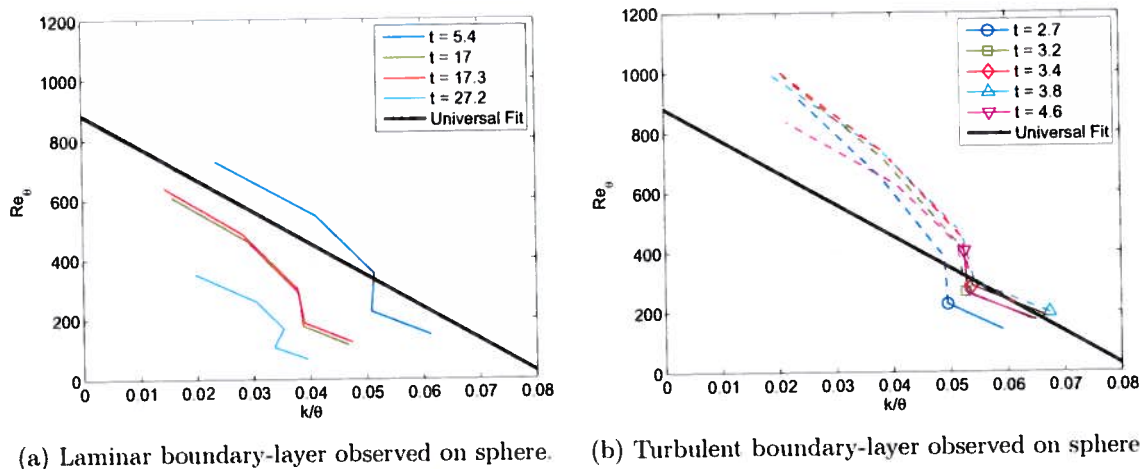 1200
1000
800
600
400
200
0
Re_θ
0
0.01
0.02
0.03
0.04
0.05
0.06
0.07
0.08
k/θ
t = 5.4
t = 17
t = 17.3
t = 27.2
Universal Fit
(a) Laminar boundary-layer observed on sphere.
1200
1000
800
600
400
200
0
Re_θ
0
0.01
0.02
0.03
0.04
0.05
0.06
0.07
0.08
k/θ
t = 2.7
t = 3.2
t = 3.4
t = 3.8
t = 4.6
Universal Fit
(b) Turbulent boundary-layer observed on sphere